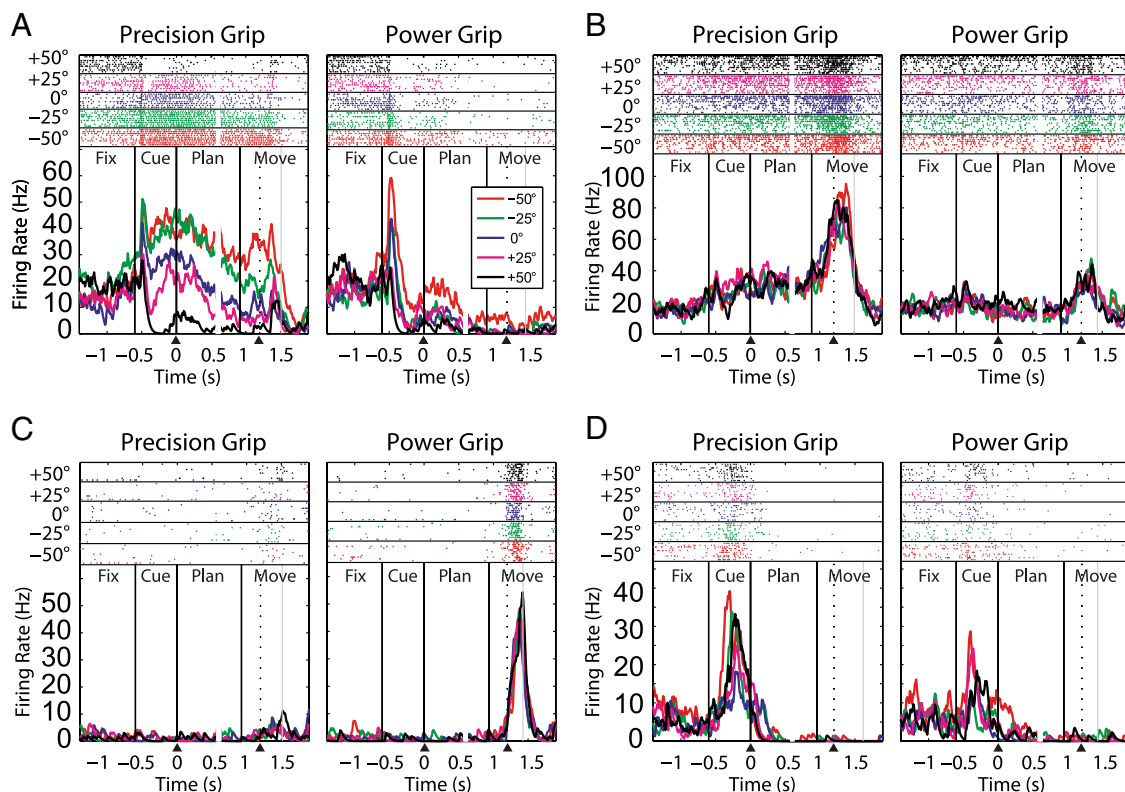 A
Precision Grip
Power Grip
+50°
+25°
0°
−25°
−50°
Fix Cue Plan Move
Fix Cue Plan Move
60
50
40
30
20
10
0
Firing Rate (Hz)
−50°
−25°
0°
+25°
+50°
−1 −0.5 0 0.5 1 1.5
−1 −0.5 0 0.5 1 1.5
Time (s)
Time (s)
B
Precision Grip
Power Grip
+50°
+25°
0°
−25°
−50°
Fix Cue Plan Move
Fix Cue Plan Move
100
80
60
40
20
0
Firing Rate (Hz)
−1 −0.5 0 0.5 1 1.5
−1 −0.5 0 0.5 1 1.5
Time (s)
Time (s)
C
Precision Grip
Power Grip
+50°
+25°
0°
−25°
−50°
Fix Cue Plan Move
Fix Cue Plan Move
50
40
30
20
10
0
Firing Rate (Hz)
−1 −0.5 0 0.5 1 1.5
−1 −0.5 0 0.5 1 1.5
Time (s)
Time (s)
D
Precision Grip
Power Grip
+50°
+25°
0°
−25°
−50°
Fix Cue Plan Move
Fix Cue Plan Move
40
30
30
20
10
10
0
Firing Rate (Hz)
−1 −0.5 0 0.5 1 1.5
−1 −0.5 0 0.5 1 1.5
Time (s)
Time (s)